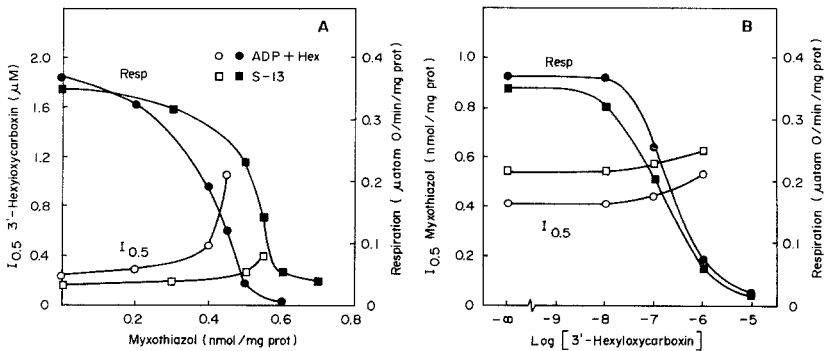 A
2.0
1.6
1.2
0.8
0.4
0
I0.5 3'-Hexyloxycarboxin (μM)
Resp
ADP + Hex
S-13
I0.5
0.4
0.3
0.2
0.1
0
Respiration (μatom O/min/mg prot)
0.2
0.4
0.6
0.8
Myxothiazol (nmol/mg prot)
B
1.0
0.8
0.6
0.4
0.2
0
I0.5 Myxothiazol (nmol/mg prot)
I0.5
0.4
0.3
0.2
0.1
0
Respiration (μatom O/min/mg prot)
-∞
-9
-8
-7
-6
-5
Log [3'-Hexyloxycarboxin]